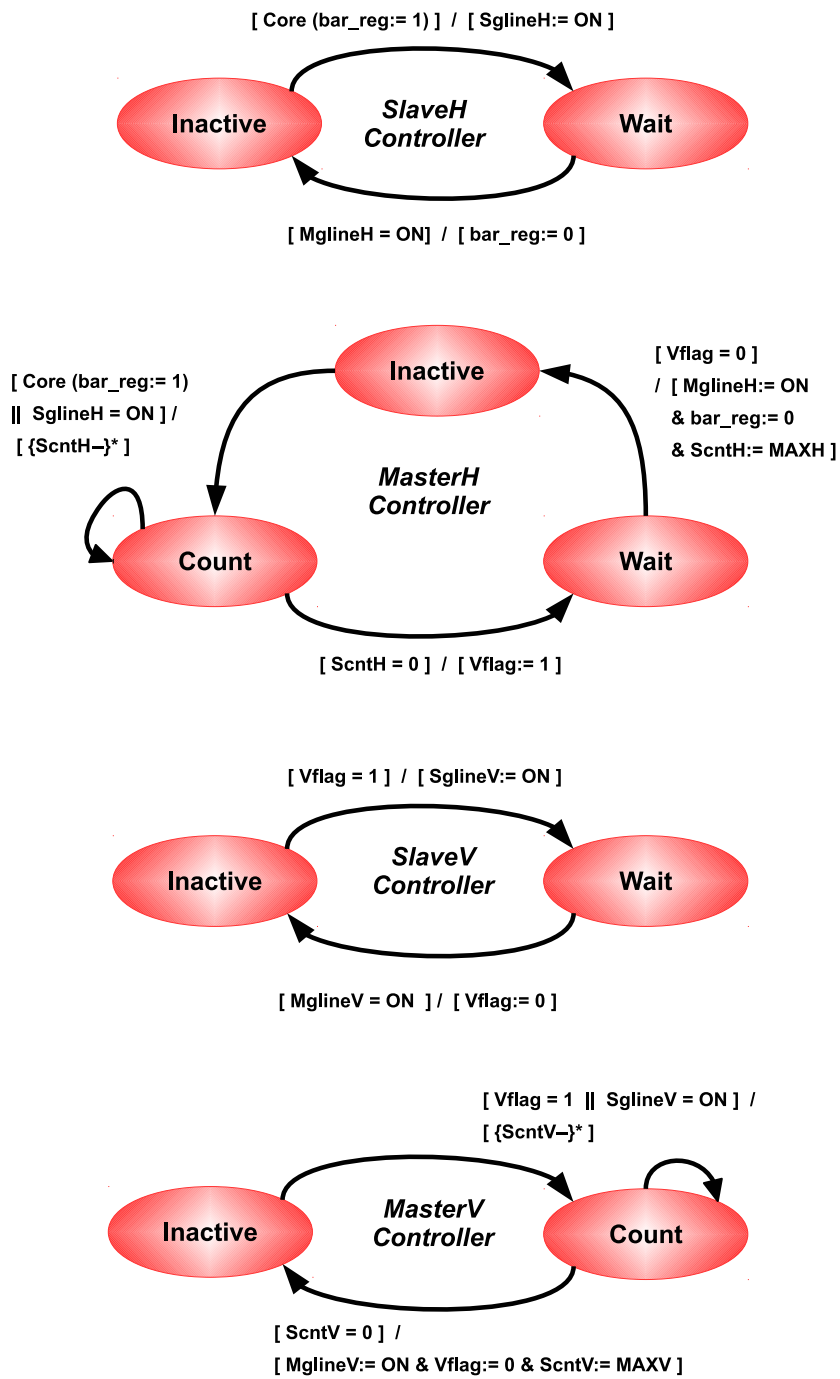 [ Core (bar_reg:= 1) ] / [ SglineH:= ON ]
Inactive
SlaveH
Controller
Wait
[ MglineH = ON] / [ bar_reg:= 0 ]
Inactive
[ Vflag = 0 ]
/ [ MglineH:= ON
& bar_reg:= 0
& ScntH:= MAXH ]
[ Core (bar_reg:= 1)
|| SglineH = ON ] /
[ {ScntH–}* ]
MasterH
Controller
Count
Wait
[ ScntH = 0 ] / [ Vflag:= 1 ]
[ Vflag = 1 ] / [ SglineV:= ON ]
Inactive
SlaveV
Controller
Wait
[ MglineV = ON ] / [ Vflag:= 0 ]
[ Vflag = 1 || SglineV = ON ] /
[ {ScntV–}* ]
Inactive
MasterV
Controller
Count
[ ScntV = 0 ] /
[ MglineV:= ON & Vflag:= 0 & ScntV:= MAXV ]